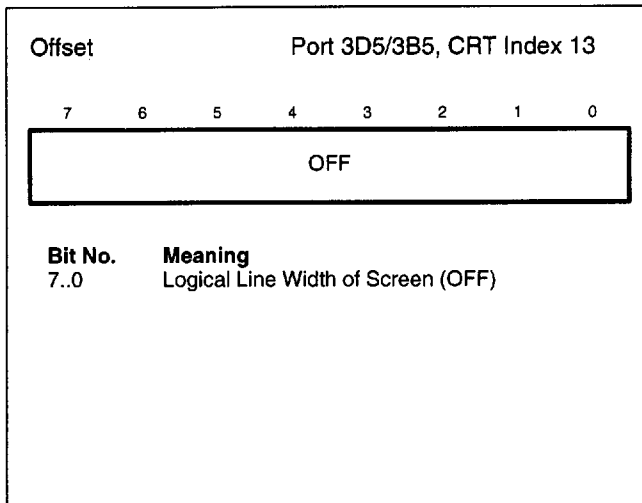 Offset Port 3D5/3B5, CRT Index 13
7 6 5 4 3 2 1 0
OFF
Bit No. Meaning
7..0 Logical Line Width of Screen (OFF)